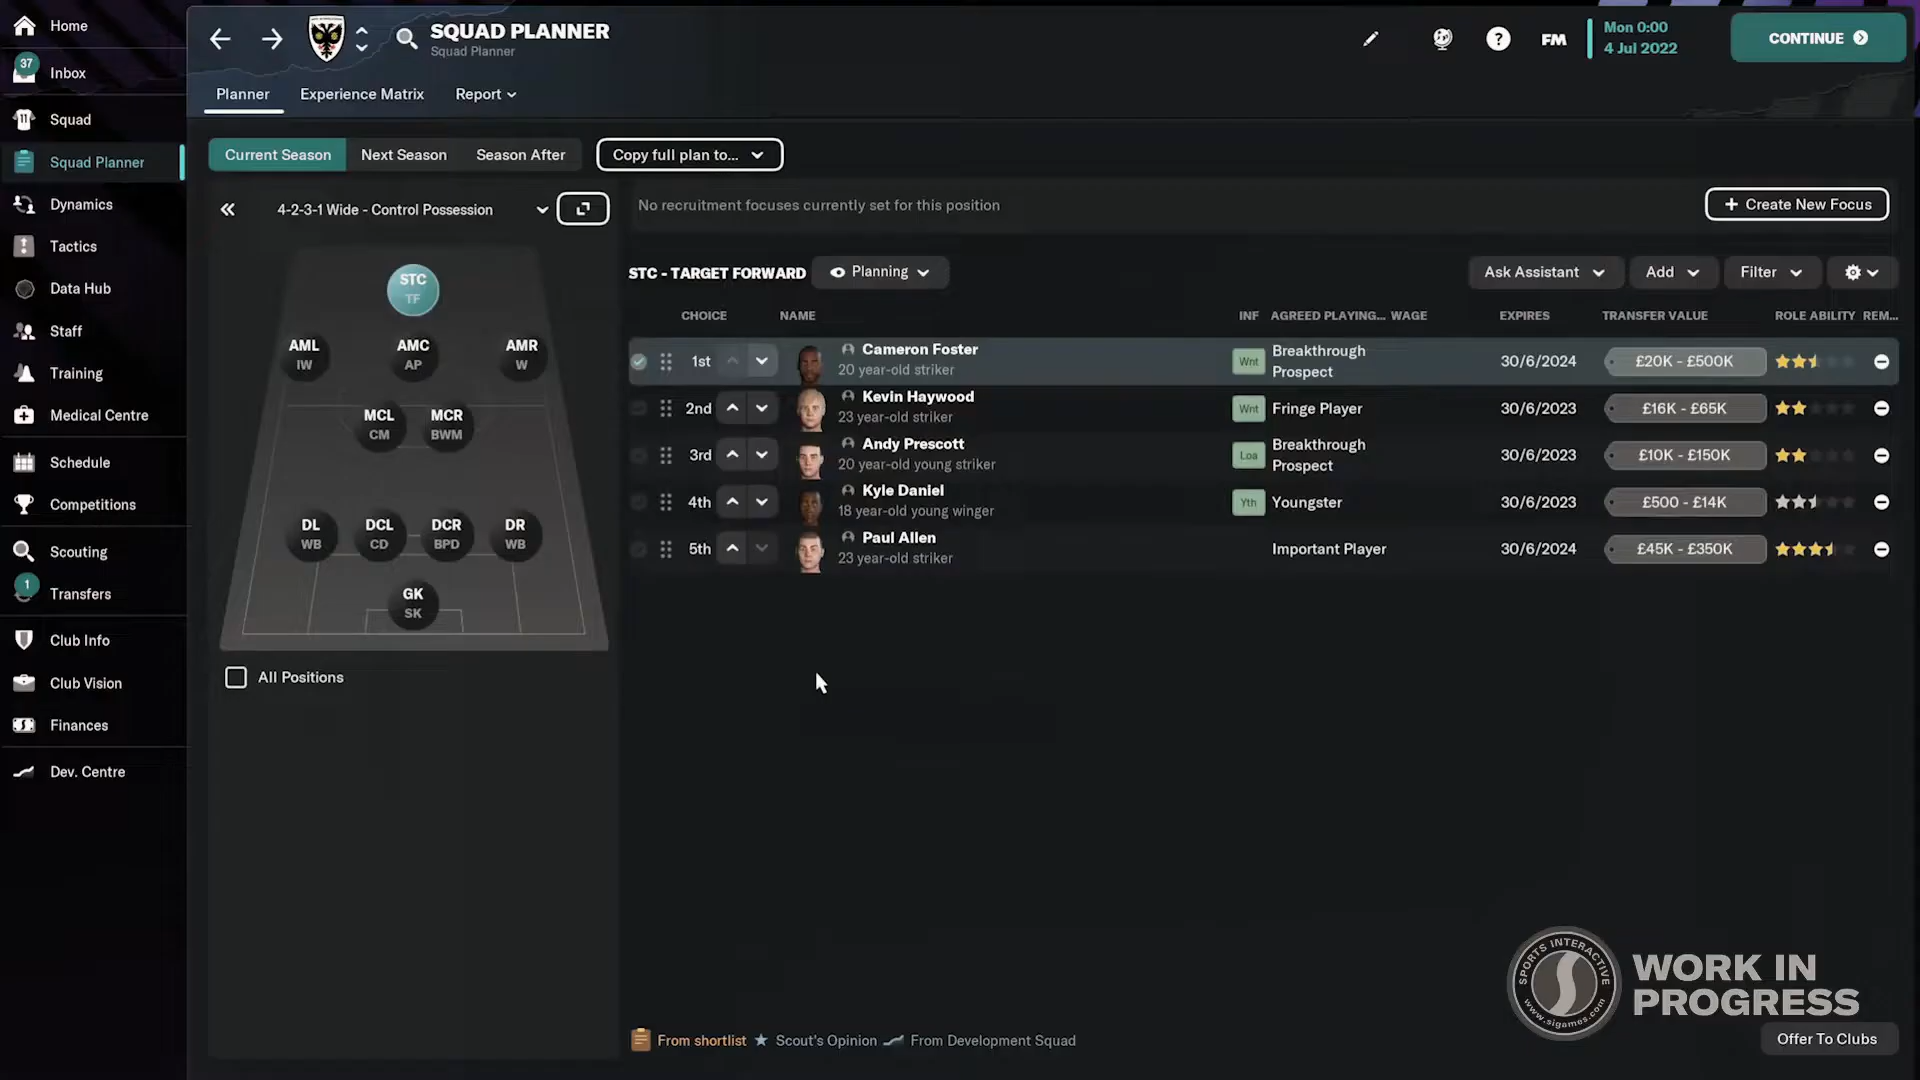 Home
37
Inbox
11
Squad
Squad Planner
Dynamics
Tactics
Data Hub
Staff
Training
Medical Centre
Schedule
Competitions
Scouting
1
Transfers
Club Info
Club Vision
Finances
Dev. Centre
SQUAD PLANNER
Squad Planner
?
FM
Mon 0:00
4 Jul 2022
CONTINUE
Planner
Experience Matrix
Report
Current Season
Next Season
Season After
Copy full plan to...
4-2-3-1 Wide - Control Possession
STC
TF
AML
IW
AMC
AP
AMR
W
MCL
CM
MCR
BWM
DL
WB
DCL
CD
DCR
BPD
DR
WB
GK
SK
All Positions
No recruitment focuses currently set for this position
+ Create New Focus
STC - TARGET FORWARD
Planning
Ask Assistant
Add
Filter
CHOICE NAME INF AGREED PLAYING... WAGE EXPIRES TRANSFER VALUE ROLE ABILITY REM...
1st Cameron Foster
20 year-old striker
Wnt
Breakthrough
Prospect
30/6/2024 £20K - £500K
2nd Kevin Haywood
23 year-old striker
Wnt Fringe Player 30/6/2023 £16K - £65K
3rd Andy Prescott
20 year-old young striker
Loa
Breakthrough
Prospect
30/6/2023 £10K - £150K
4th Kyle Daniel
18 year-old young winger
Yth Youngster 30/6/2023 £500 - £14K
5th Paul Allen
23 year-old striker
Important Player 30/6/2024 £45K - £350K
SPORTS INTERACTIVE
www.sigames.com
WORK IN
PROGRESS
From shortlist
Scout's Opinion
From Development Squad
Offer To Clubs